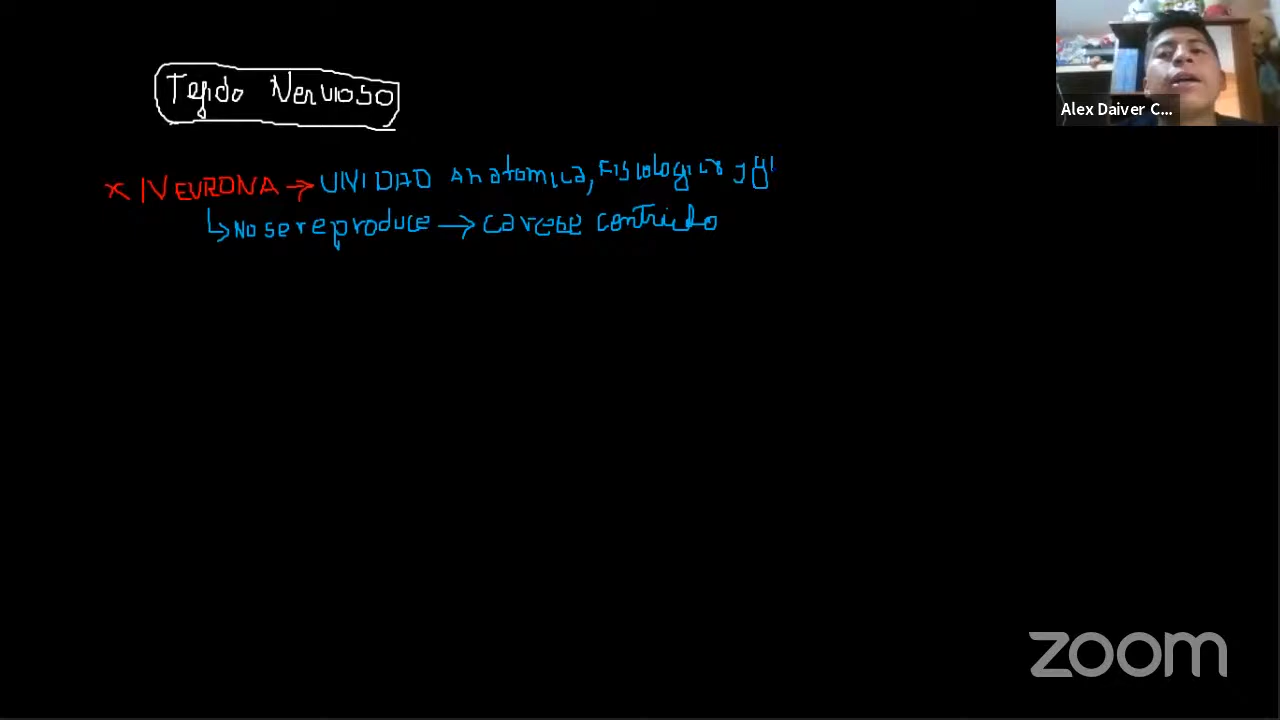 Tejido Nervioso
Alex Daiver C...
x NEURONA → UNIDAD Anatomica, Fisiologica y
↳ No se reproduce → carece centriolo
zoom